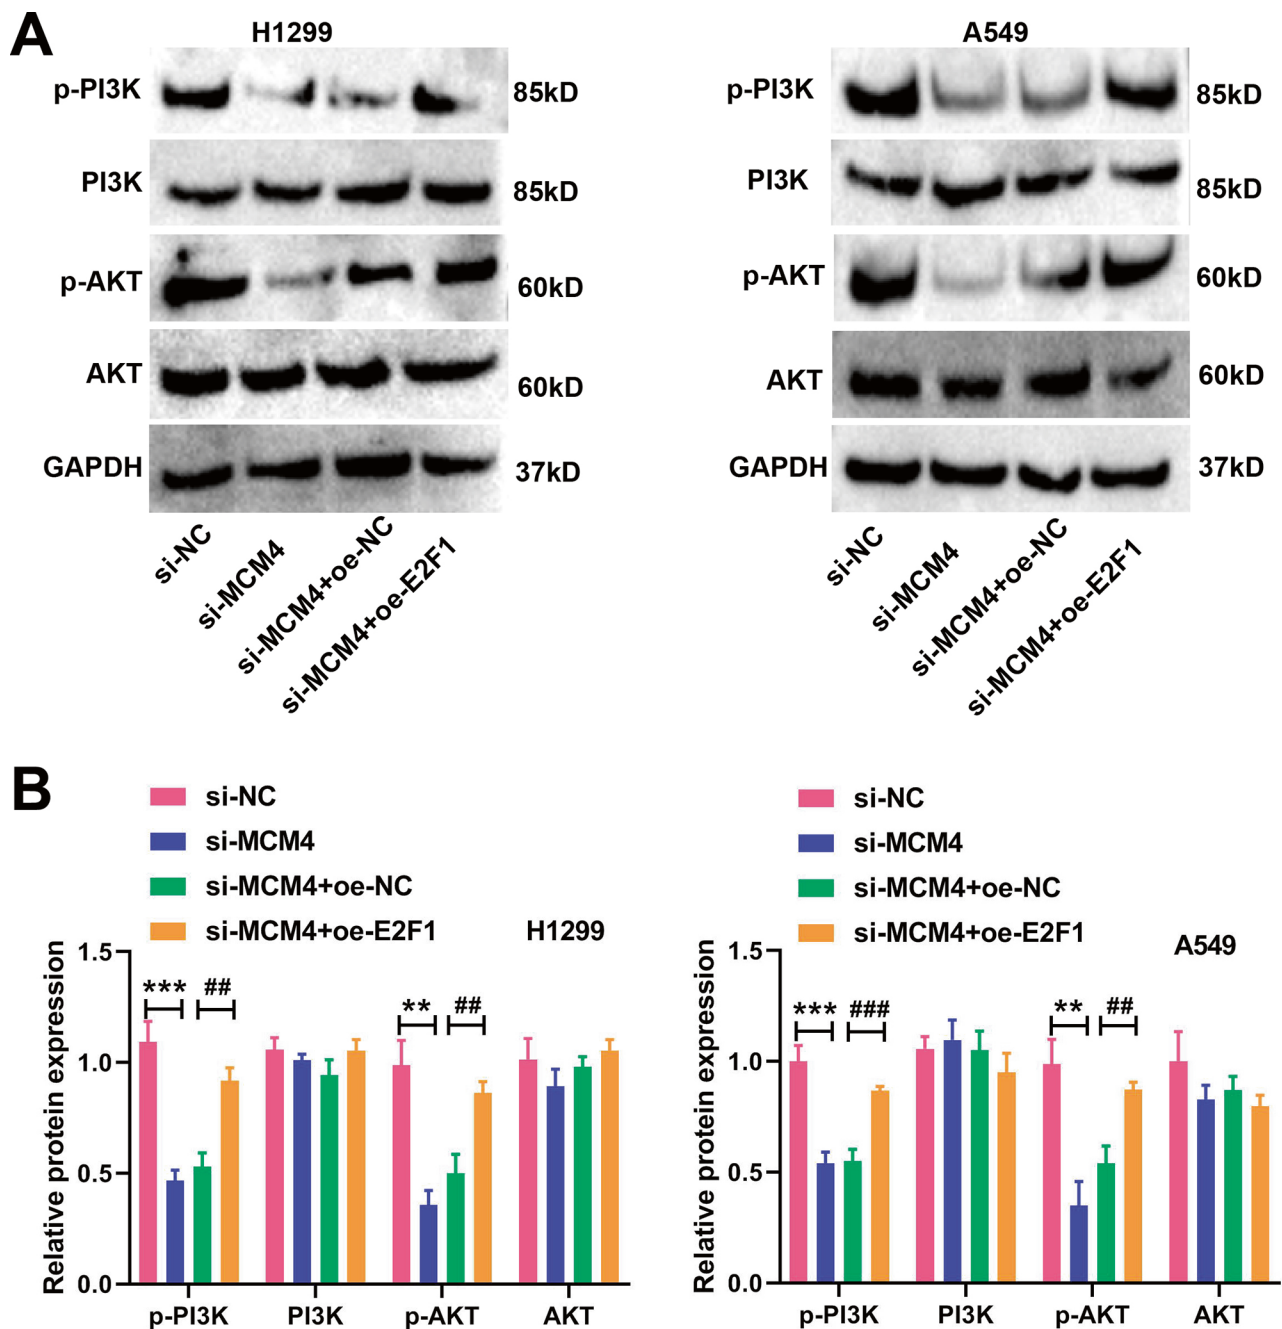 A
H1299
p-PI3K
85kD
PI3K
85kD
p-AKT
60kD
AKT
60kD
GAPDH
37kD
si-NC
si-MCM4
si-MCM4+oe-NC
si-MCM4+oe-E2F1
A549
p-PI3K
85kD
PI3K
85kD
p-AKT
60kD
AKT
60kD
GAPDH
37kD
si-NC
si-MCM4
si-MCM4+oe-NC
si-MCM4+oe-E2F1
B
si-NC
si-MCM4
si-MCM4+oe-NC
si-MCM4+oe-E2F1
H1299
Relative protein expression
1.5
1.0
0.5
0.0
***
##
**
##
p-PI3K
PI3K
p-AKT
AKT
si-NC
si-MCM4
si-MCM4+oe-NC
si-MCM4+oe-E2F1
A549
Relative protein expression
1.5
1.0
0.5
0.0
***
###
**
##
p-PI3K
PI3K
p-AKT
AKT